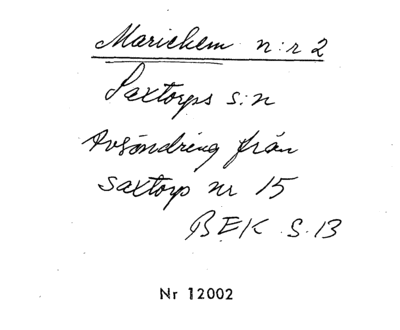 Mariehem n:r 2
Saxtorps s:n
Avsöndring från
Saxtorp nr 15
BEK S. 13
Nr 12002